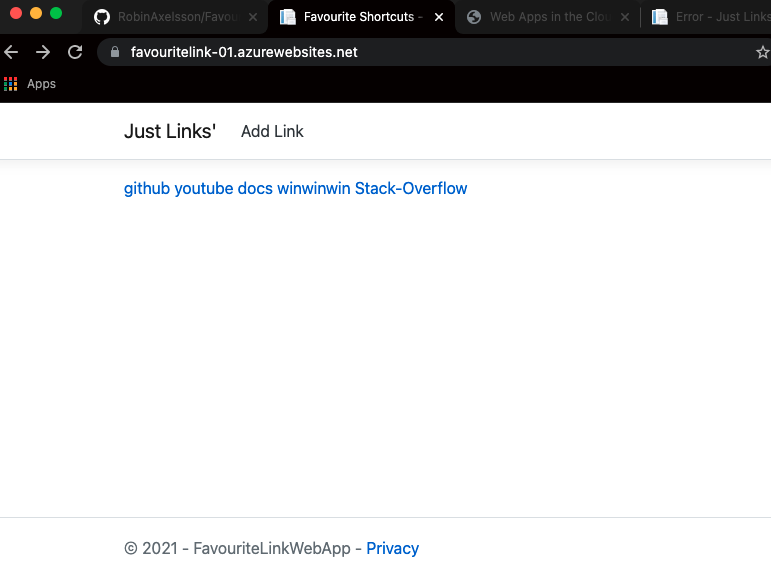 RobinAxelsson/Favou
Favourite Shortcuts -
Web Apps in the Clou
Error - Just Links
favouritelink-01.azurewebsites.net
Apps
Just Links' Add Link
github youtube docs winwinwin Stack-Overflow
© 2021 - FavouriteLinkWebApp - Privacy